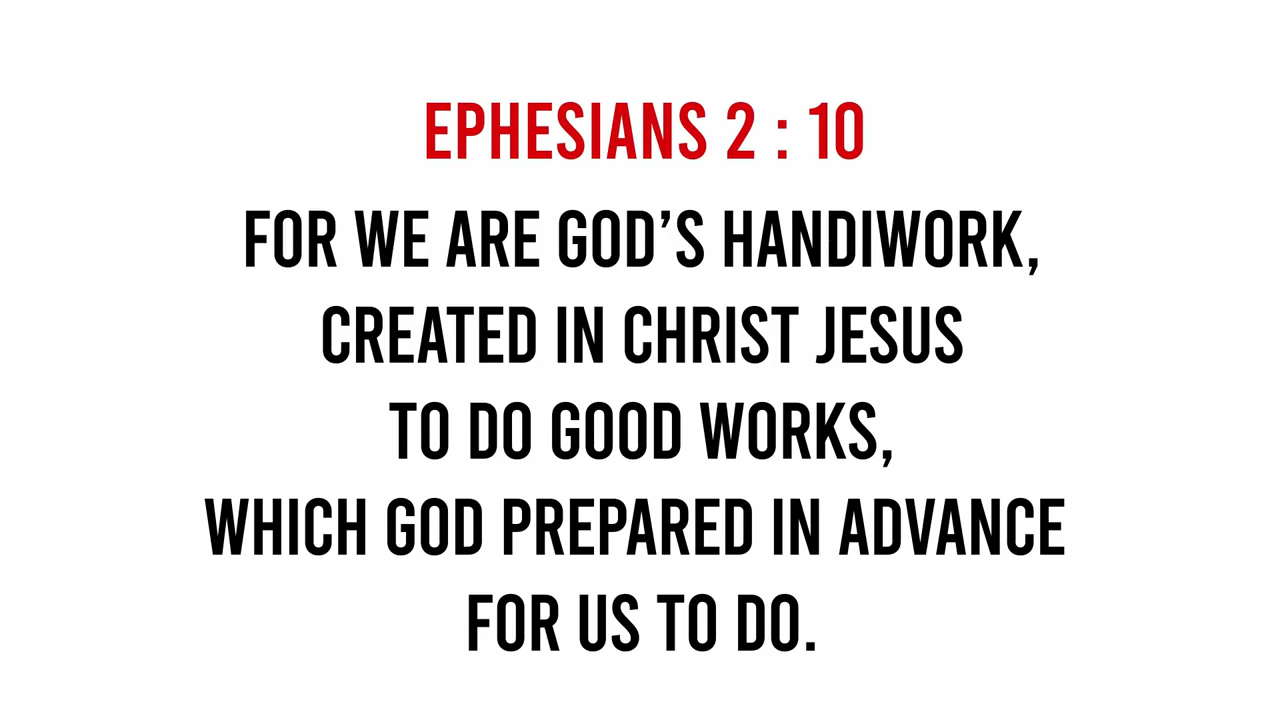 EPHESIANS 2 : 10
FOR WE ARE GOD’S HANDIWORK,
CREATED IN CHRIST JESUS
TO DO GOOD WORKS,
WHICH GOD PREPARED IN ADVANCE
FOR US TO DO.